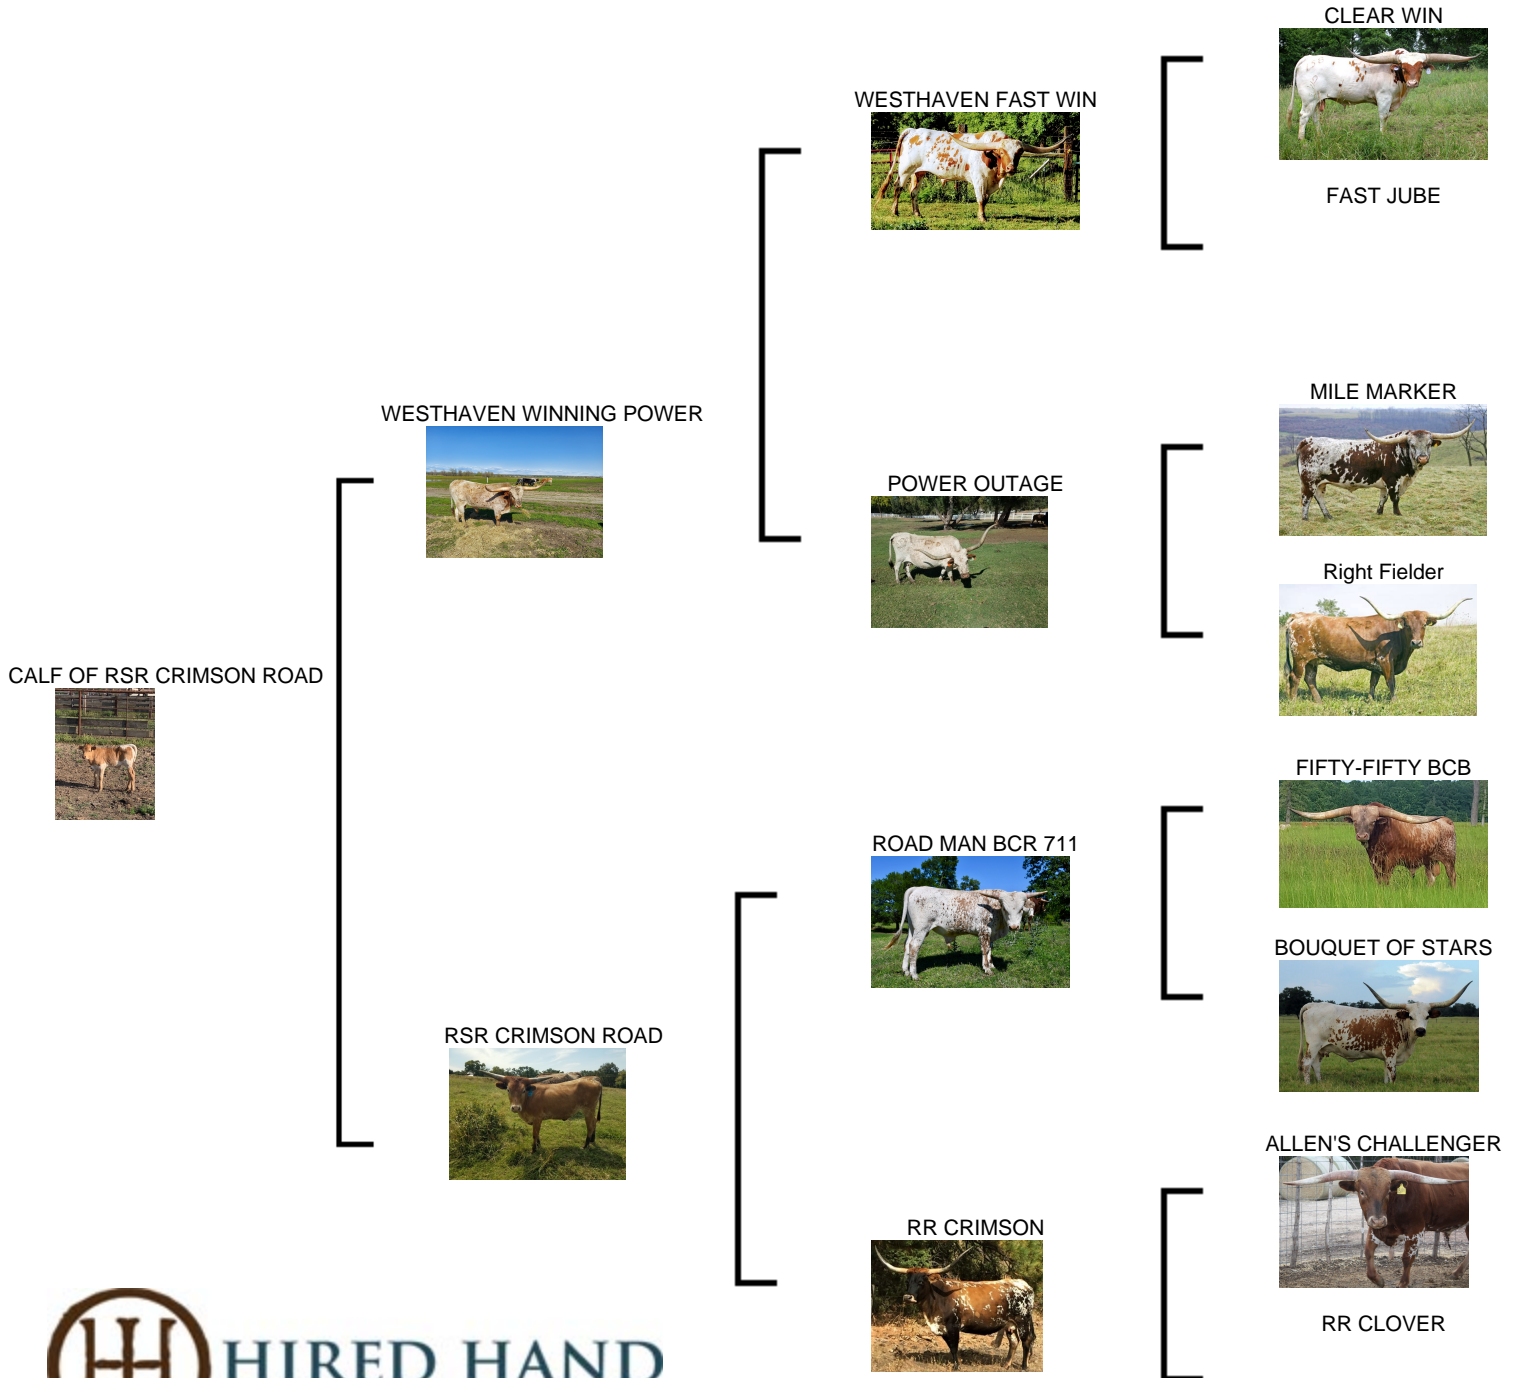 CLEAR WIN
WESTHAVEN FAST WIN
FAST JUBE
MILE MARKER
WESTHAVEN WINNING POWER
POWER OUTAGE
Right Fielder
CALF OF RSR CRIMSON ROAD
FIFTY-FIFTY BCB
ROAD MAN BCR 711
BOUQUET OF STARS
RSR CRIMSON ROAD
ALLEN'S CHALLENGER
RR CRIMSON
RR CLOVER
HIRED HAND